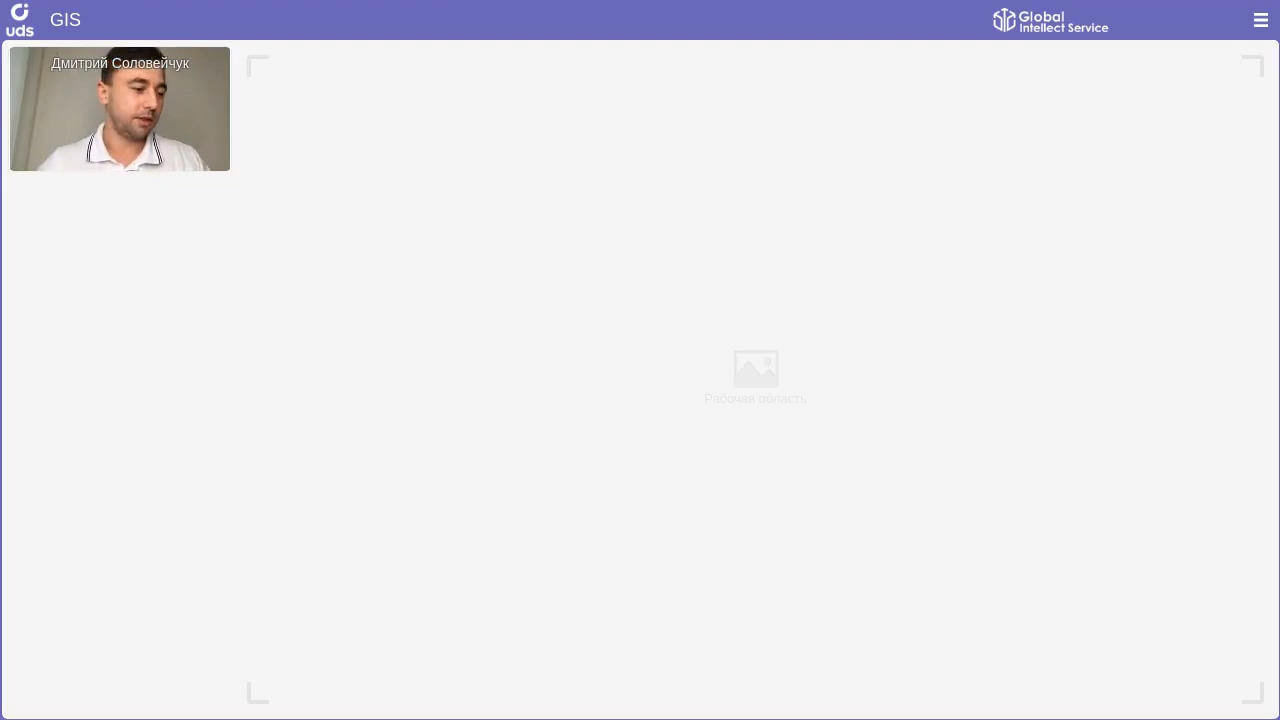 uds
GIS
Global
Intellect Service
Дмитрий Соловейчук
Рабочая область